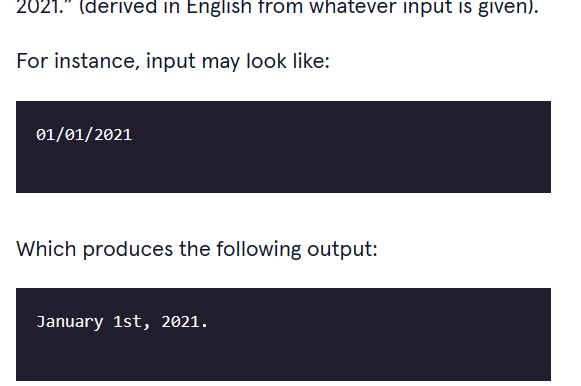 2021.” (derived in English from whatever input is given).
For instance, input may look like:
01/01/2021
Which produces the following output:
January 1st, 2021.